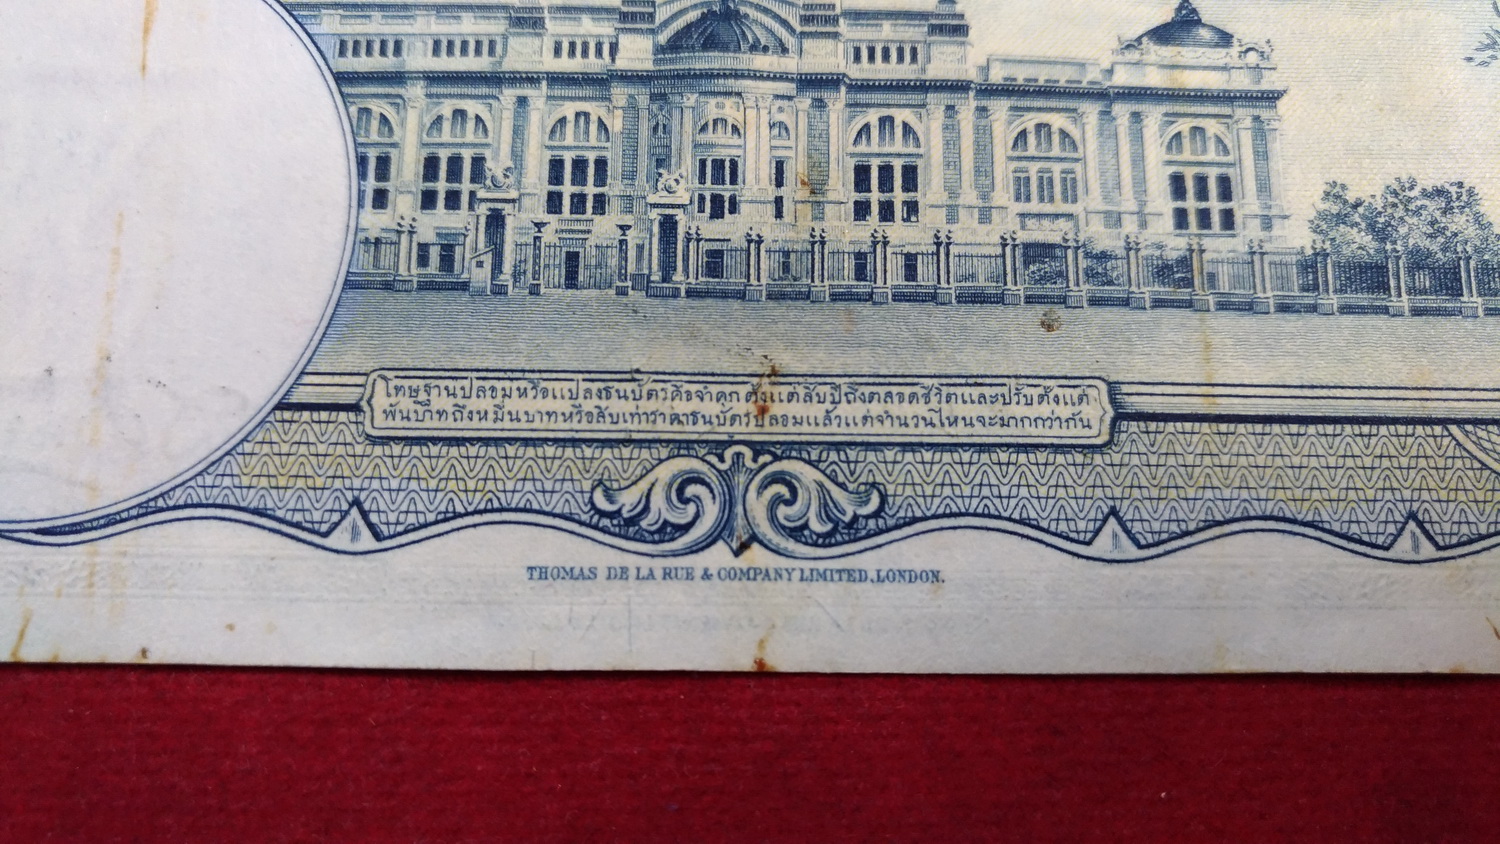 โทษฐานปลอมหรือแปลงธนบัตรคือจำคุกตั้งแต่สิบปีถึงตลอดชีวิตและปรับตั้งแต่
พันบาทถึงหมื่นบาทหรือสิบเท่าราคาธนบัตร์ปลอมแล้วแต่จำนวนไหนจะมากกว่ากัน
THOMAS DE LA RUE & COMPANY LIMITED, LONDON.